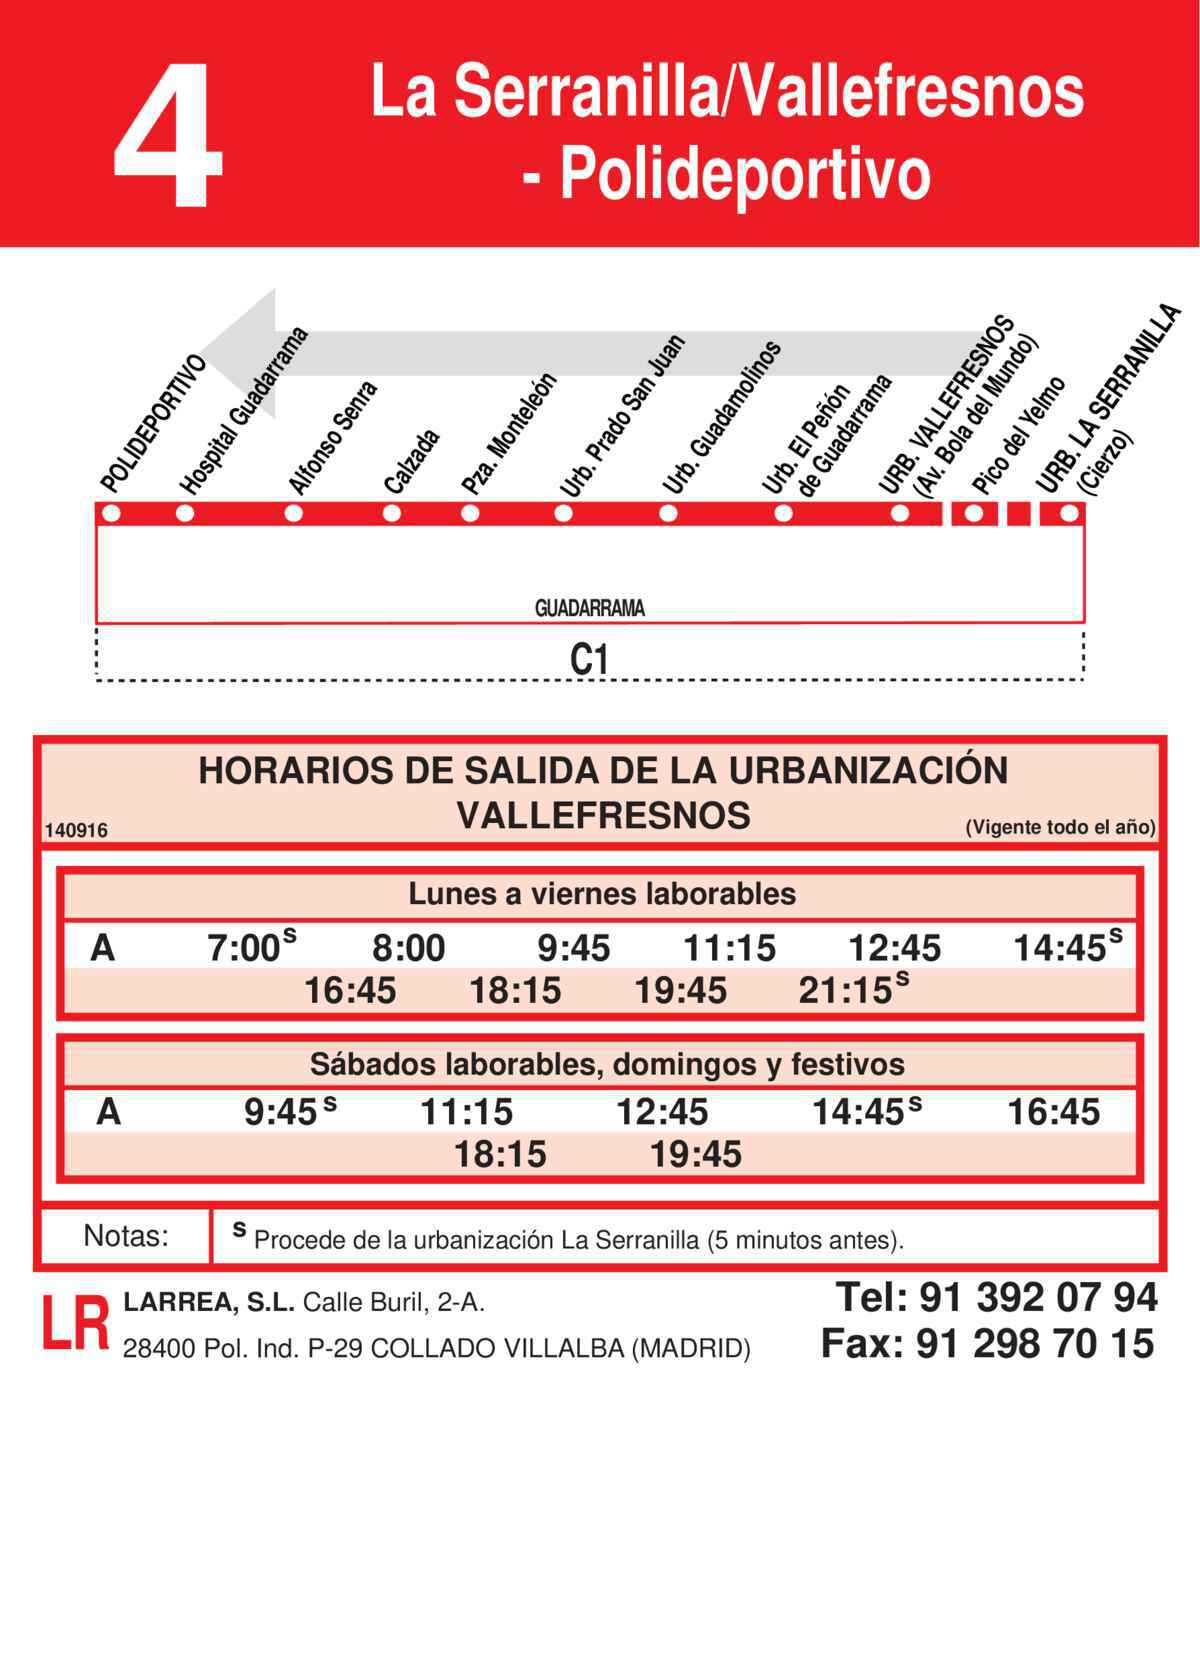 4
La Serranilla/Vallefresnos
- Polideportivo
POLIDEPORTIVO
Hospital Guadarrama
Alfonso Senra
Calzada
Pza. Monteleón
Urb. Prado San Juan
Urb. Guadamolinos
Urb. El Peñón
de Guadarrama
URB. VALLEFRESNOS
(Av. Bola del Mundo)
Pico del Yelmo
URB. LA SERRANILLA
(Cierzo)
GUADARRAMA
C1
HORARIOS DE SALIDA DE LA URBANIZACIÓN
VALLEFRESNOS
140916 (Vigente todo el año)
Lunes a viernes laborables
A 7:00s 8:00 9:45 11:15 12:45 14:45s
16:45 18:15 19:45 21:15s
Sábados laborables, domingos y festivos
A 9:45s 11:15 12:45 14:45s 16:45
18:15 19:45
Notas: s Procede de la urbanización La Serranilla (5 minutos antes).
LR LARREA, S.L. Calle Buril, 2-A. Tel: 91 392 07 94
28400 Pol. Ind. P-29 COLLADO VILLALBA (MADRID) Fax: 91 298 70 15